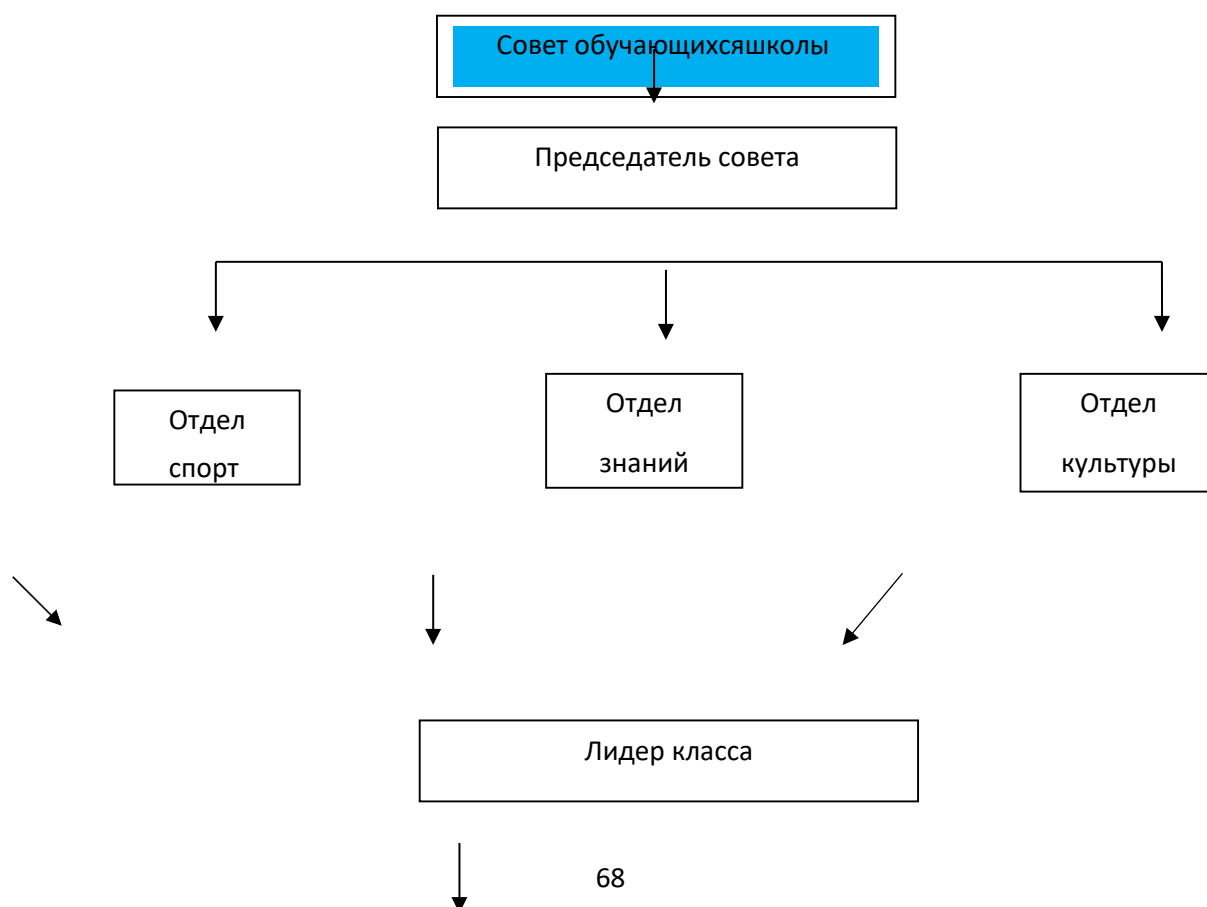 Совет обучающихсяшколы
Председатель совета
Отдел
спорт
Отдел
знаний
Отдел
культуры
Лидер класса
68